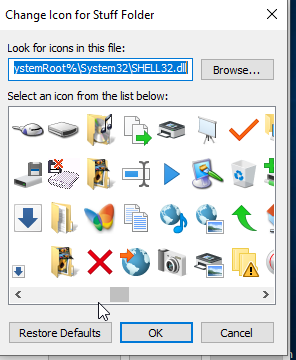 Change Icon for Stuff Folder
Look for icons in this file:
ystemRoot%\System32\SHELL32.dll
Browse...
Select an icon from the list below:
Restore Defaults
OK
Cancel